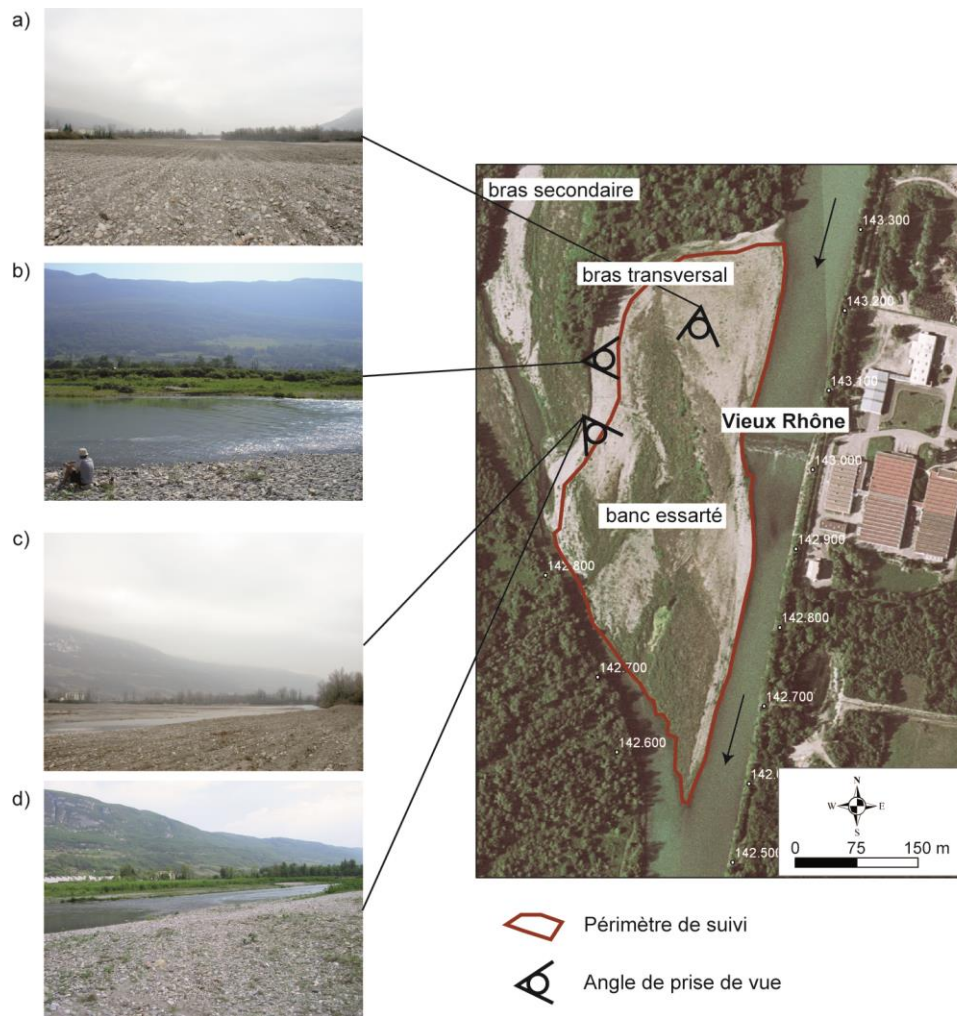 a)
b)
c)
d)
bras secondaire
bras transversal
Vieux Rhône
banc essarté
143.300
143.200
143.100
143.000
142.900
142.800
142.800
142.700
142.700
142.600
142.500
N
W E
S
0 75 150 m
Périmètre de suivi
Angle de prise de vue